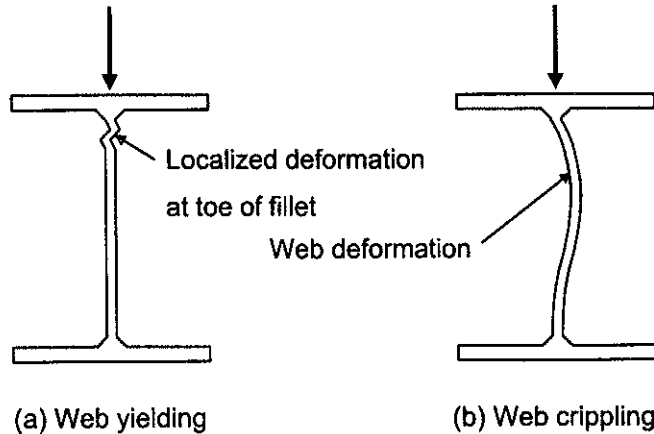 Localized deformation
at toe of fillet
Web deformation
(a) Web yielding
(b) Web crippling